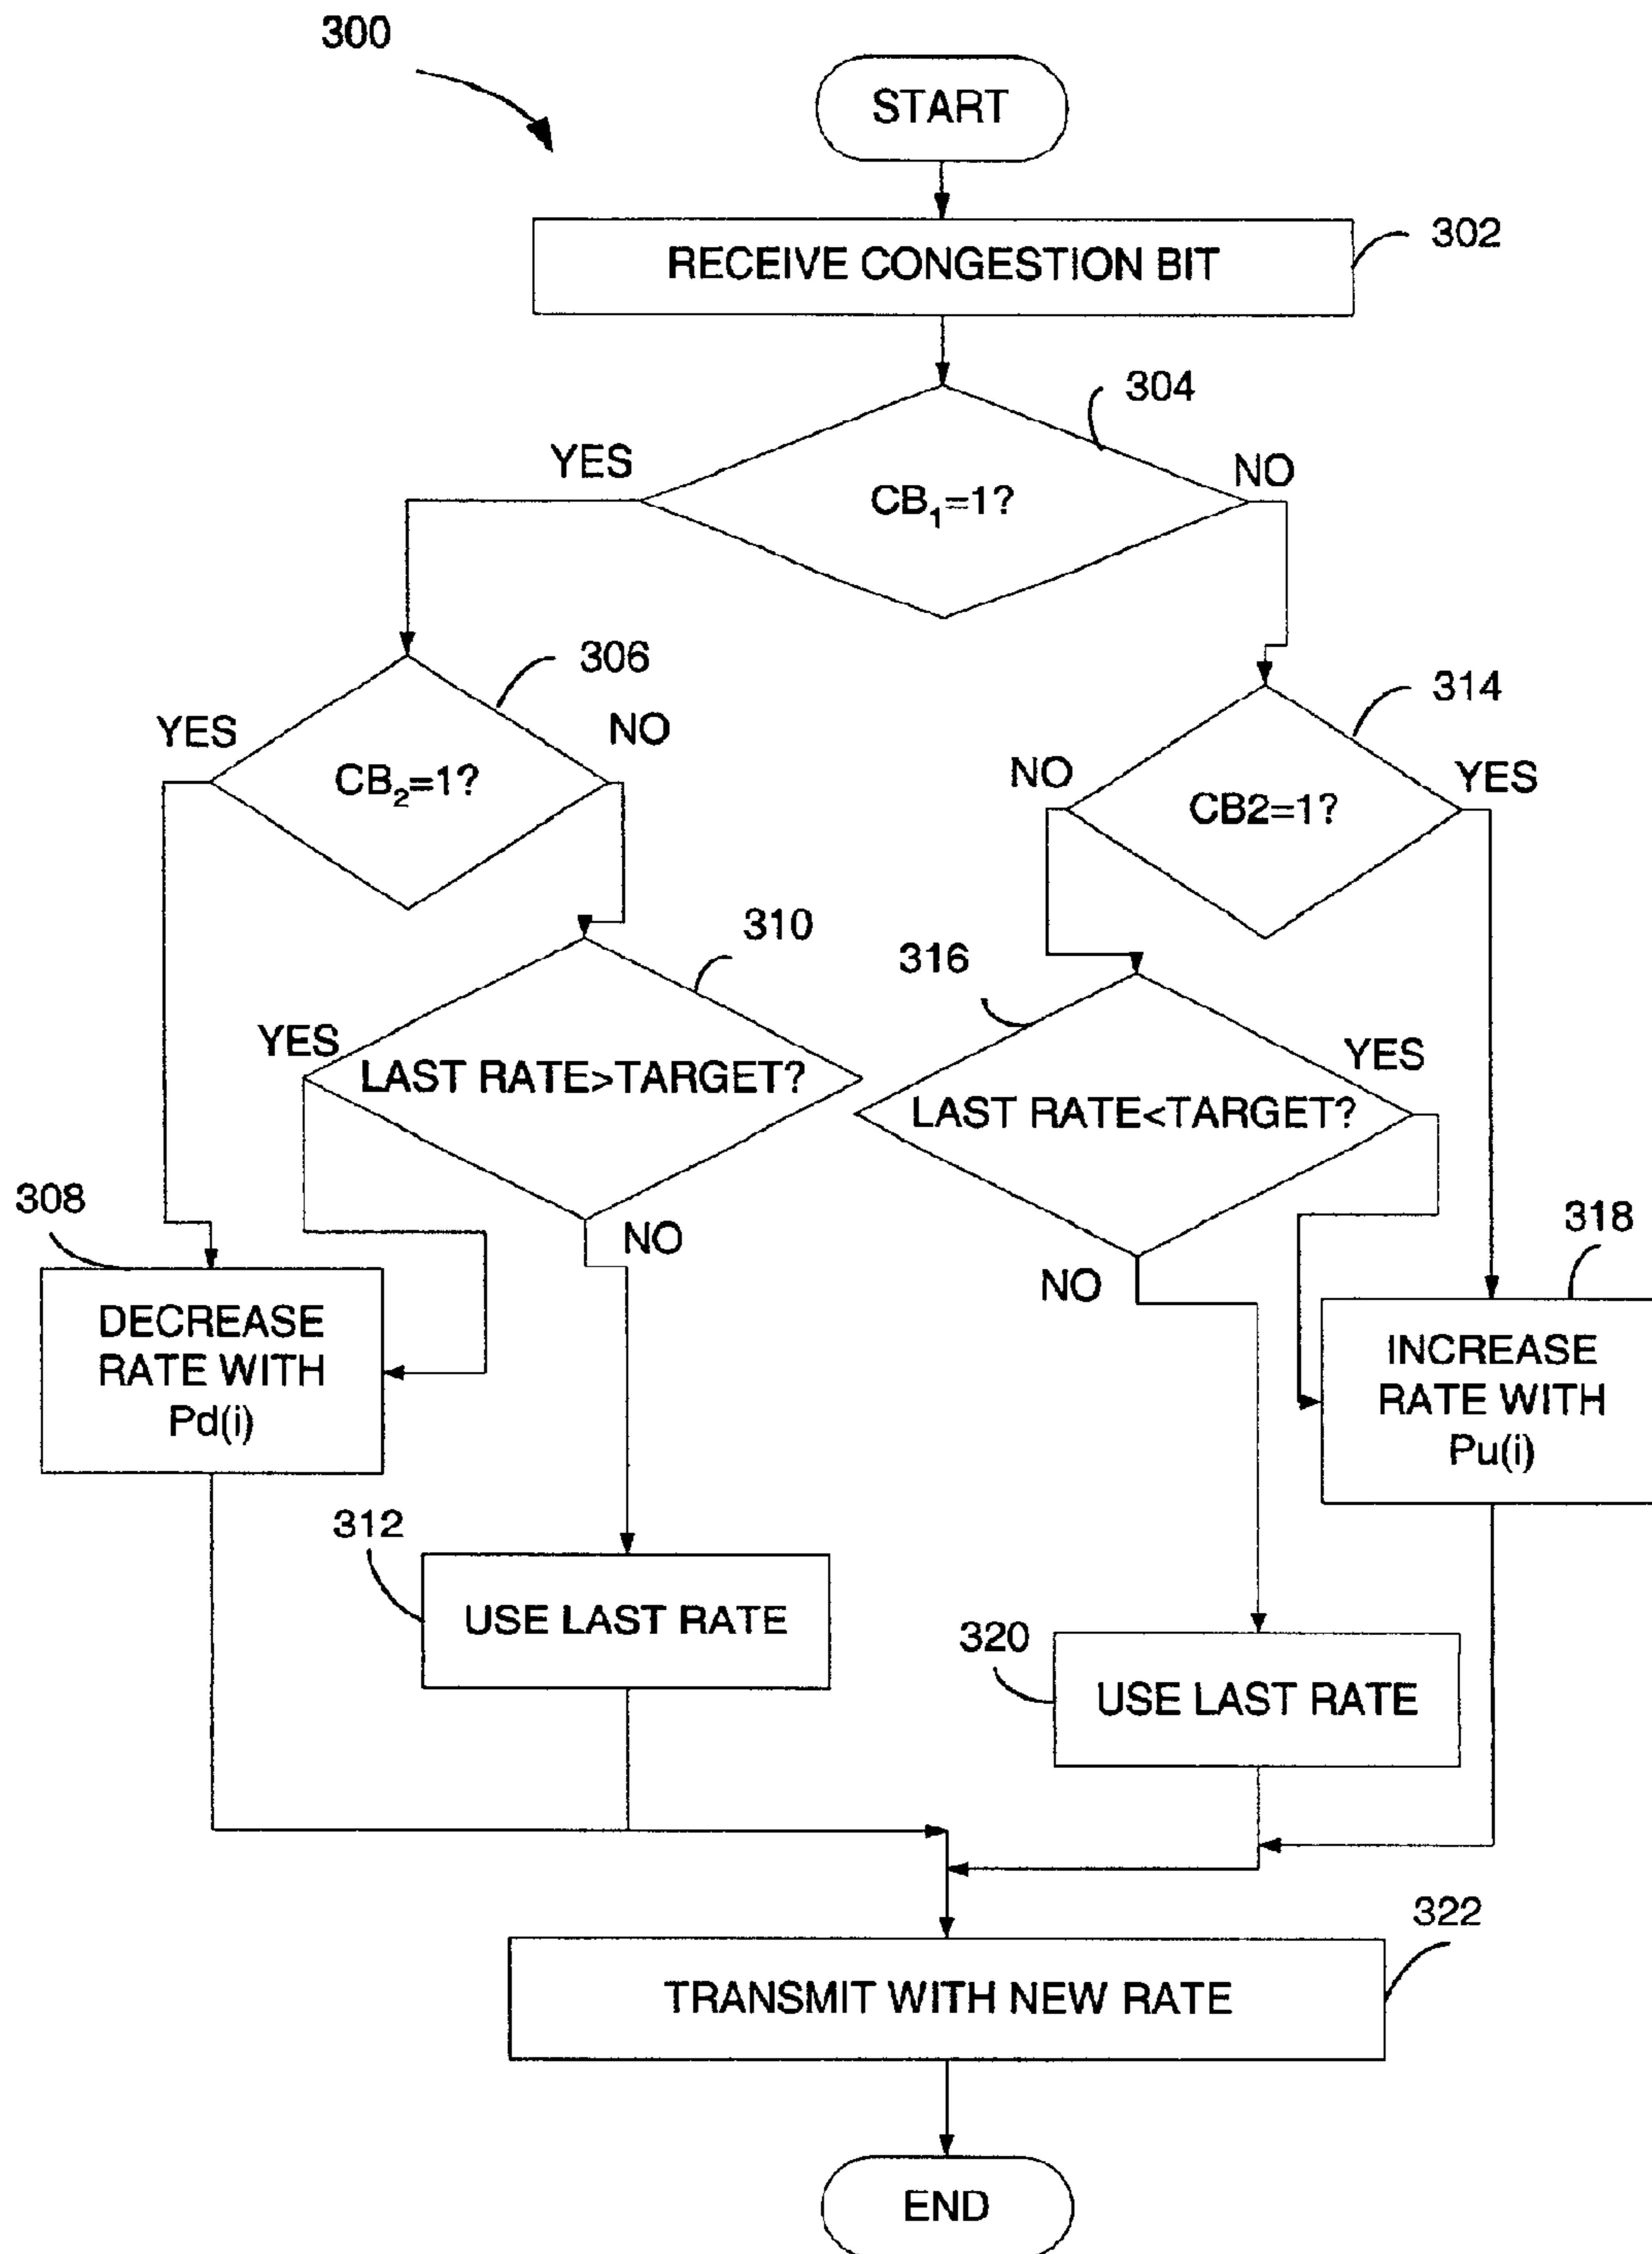 300
START
RECEIVE CONGESTION BIT
302
304
YES
NO
CB₁=1?
306
314
YES
NO
CB₂=1?
NO
YES
CB2=1?
310
316
YES
LAST RATE>TARGET?
YES
LAST RATE<TARGET?
308
NO
318
NO
DECREASE
RATE WITH
Pd(i)
INCREASE
RATE WITH
Pu(i)
312
USE LAST RATE
320
USE LAST RATE
322
TRANSMIT WITH NEW RATE
END